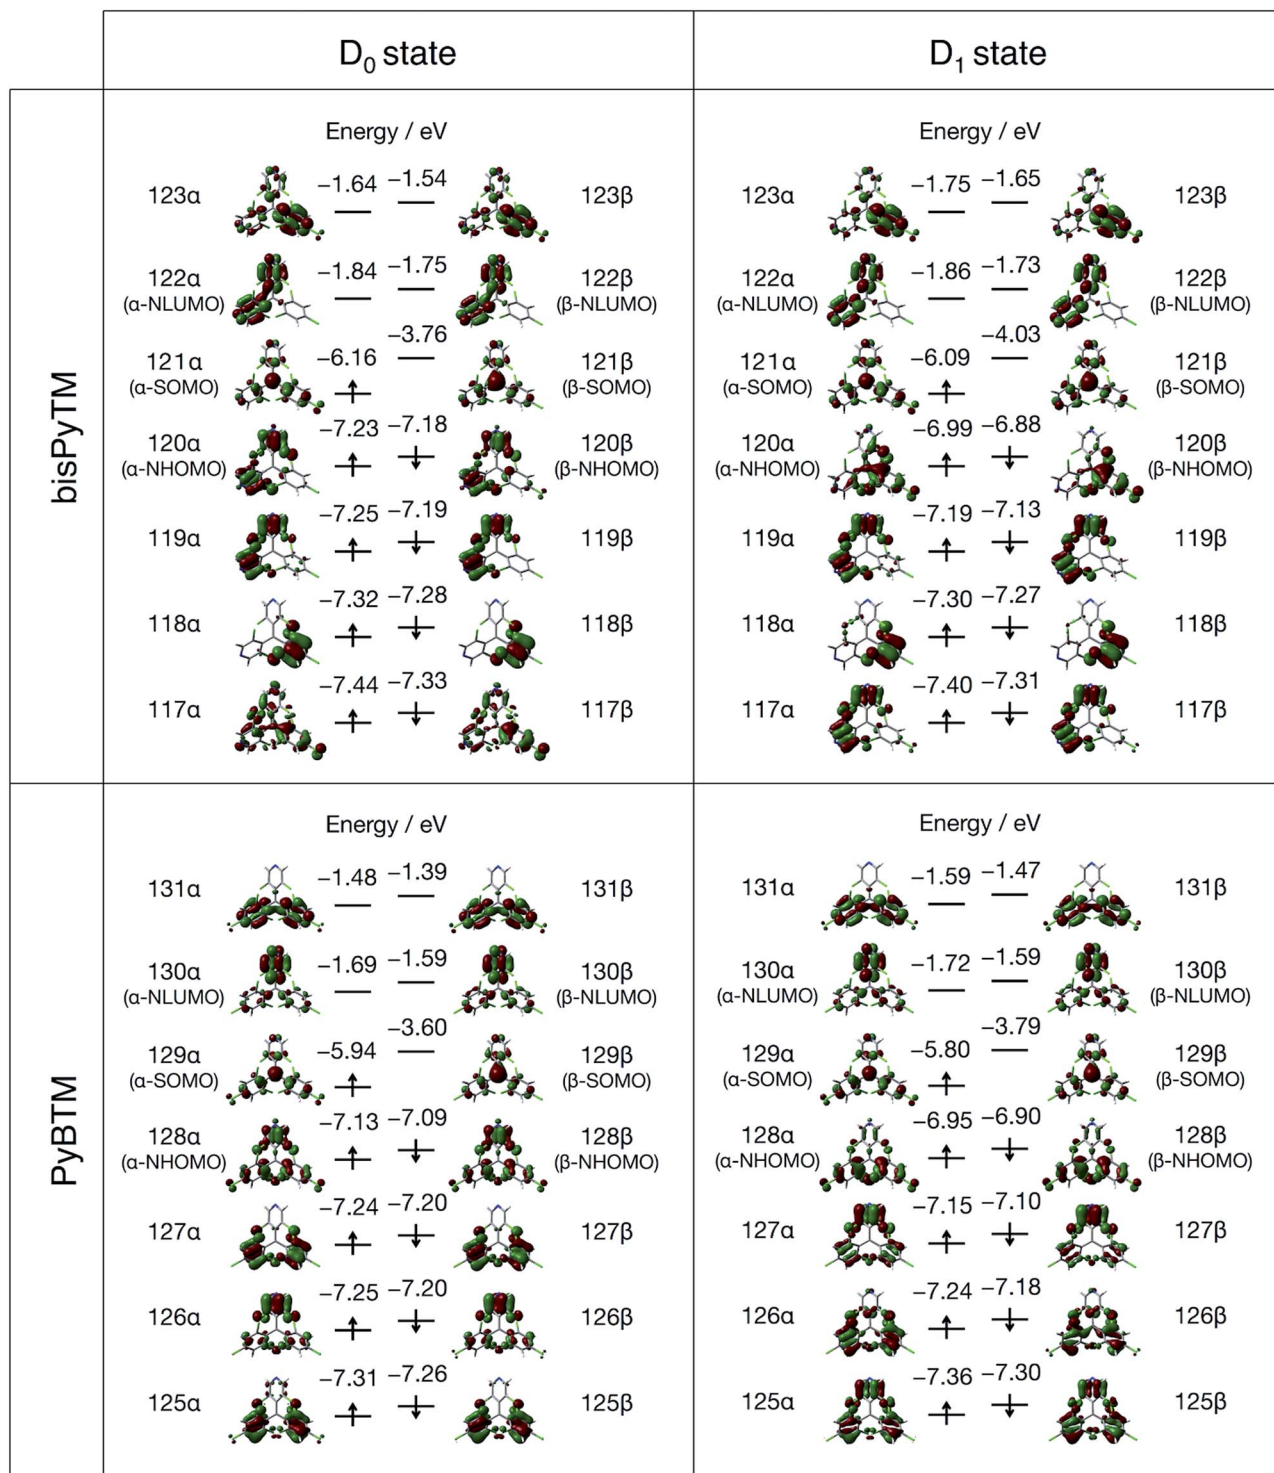 D0 state
D1 state
bisPyTM
Energy / eV
123α −1.64 −1.54 123β
122α −1.84 −1.75 122β
(α-NLUMO) (β-NLUMO)
121α −6.16 −3.76 121β
(α-SOMO) (β-SOMO)
120α −7.23 −7.18 120β
(α-NHOMO) (β-NHOMO)
119α −7.25 −7.19 119β
118α −7.32 −7.28 118β
117α −7.44 −7.33 117β
Energy / eV
123α −1.75 −1.65 123β
122α −1.86 −1.73 122β
(α-NLUMO) (β-NLUMO)
121α −6.09 −4.03 121β
(α-SOMO) (β-SOMO)
120α −6.99 −6.88 120β
(α-NHOMO) (β-NHOMO)
119α −7.19 −7.13 119β
118α −7.30 −7.27 118β
117α −7.40 −7.31 117β
PyBTM
Energy / eV
131α −1.48 −1.39 131β
130α −1.69 −1.59 130β
(α-NLUMO) (β-NLUMO)
129α −5.94 −3.60 129β
(α-SOMO) (β-SOMO)
128α −7.13 −7.09 128β
(α-NHOMO) (β-NHOMO)
127α −7.24 −7.20 127β
126α −7.25 −7.20 126β
125α −7.31 −7.26 125β
Energy / eV
131α −1.59 −1.47 131β
130α −1.72 −1.59 130β
(α-NLUMO) (β-NLUMO)
129α −5.80 −3.79 129β
(α-SOMO) (β-SOMO)
128α −6.95 −6.90 128β
(α-NHOMO) (β-NHOMO)
127α −7.15 −7.10 127β
126α −7.24 −7.18 126β
125α −7.36 −7.30 125β